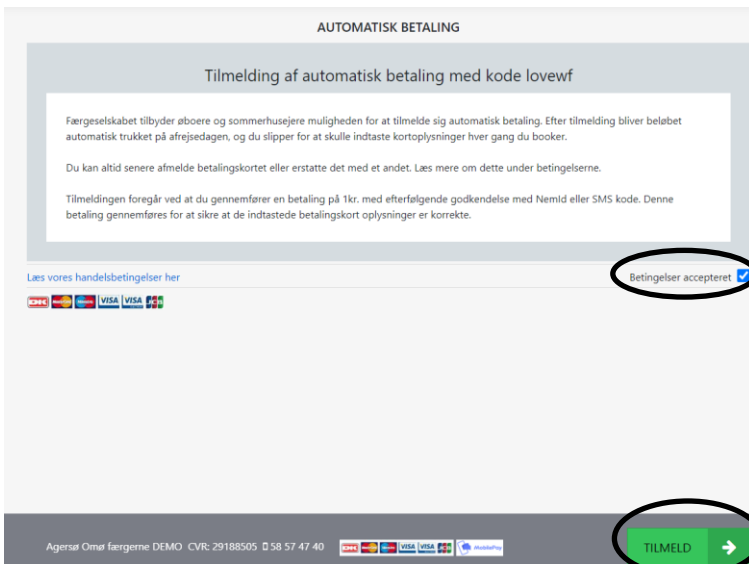 AUTOMATISK BETALING
Tilmelding af automatisk betaling med kode lovewf
Færgeselskabet tilbyder øboere og sommerhusejere muligheden for at tilmelde sig automatisk betaling. Efter tilmelding bliver beløbet
automatisk trukket på afrejsedagen, og du slipper for at skulle indtaste kortoplysninger hver gang du booker.
Du kan altid senere afmelde betalingskortet eller erstatte det med et andet. Læs mere om dette under betingelserne.
Tilmeldingen foregår ved at du gennemfører en betaling på 1kr. med efterfølgende godkendelse med NemId eller SMS kode. Denne
betaling gennemføres for at sikre at de indtastede betalingskort oplysninger er korrekte.
Læs vores handelsbetingelser her
Betingelser accepteret
VISA VISA
Agersø Omø færgerne DEMO CVR: 29188505 58 57 47 40
VISA VISA MobilePay
TILMELD